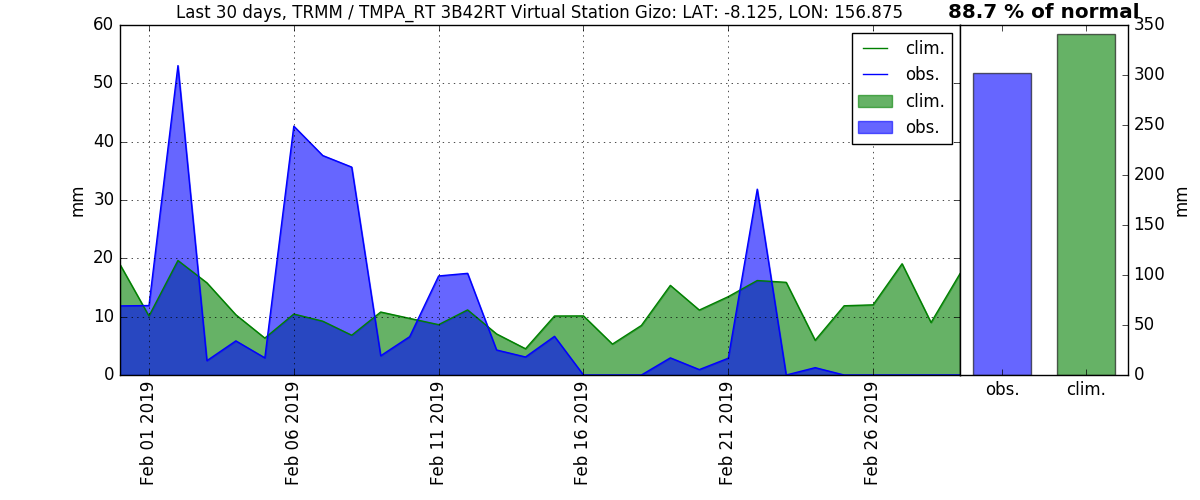 Last 30 days, TRMM / TMPA_RT 3B42RT Virtual Station Gizo: LAT: -8.125, LON: 156.875
88.7 % of normal
60
50
40
30
20
10
0
mm
clim.
obs.
clim.
obs.
Feb 01 2019
Feb 06 2019
Feb 11 2019
Feb 16 2019
Feb 21 2019
Feb 26 2019
350
300
250
200
150
100
50
0
mm
obs.
clim.